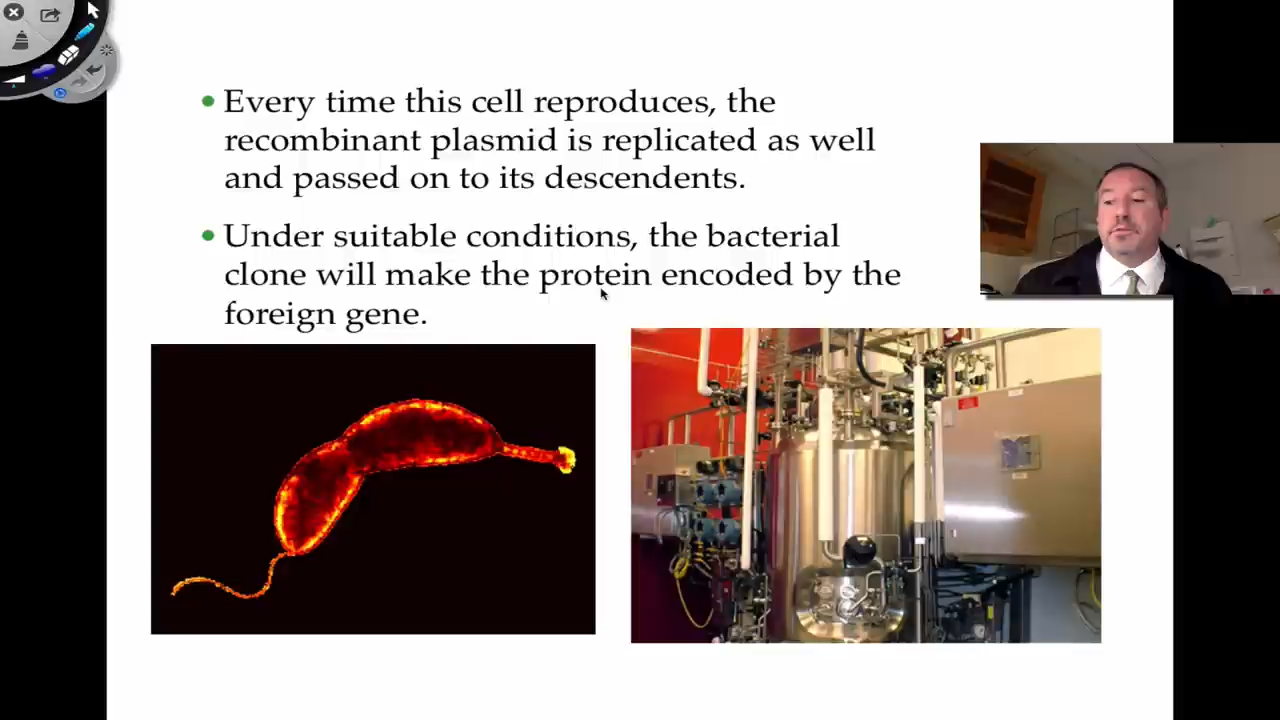 • Every time this cell reproduces, the
recombinant plasmid is replicated as well
and passed on to its descendents.
• Under suitable conditions, the bacterial
clone will make the protein encoded by the
foreign gene.